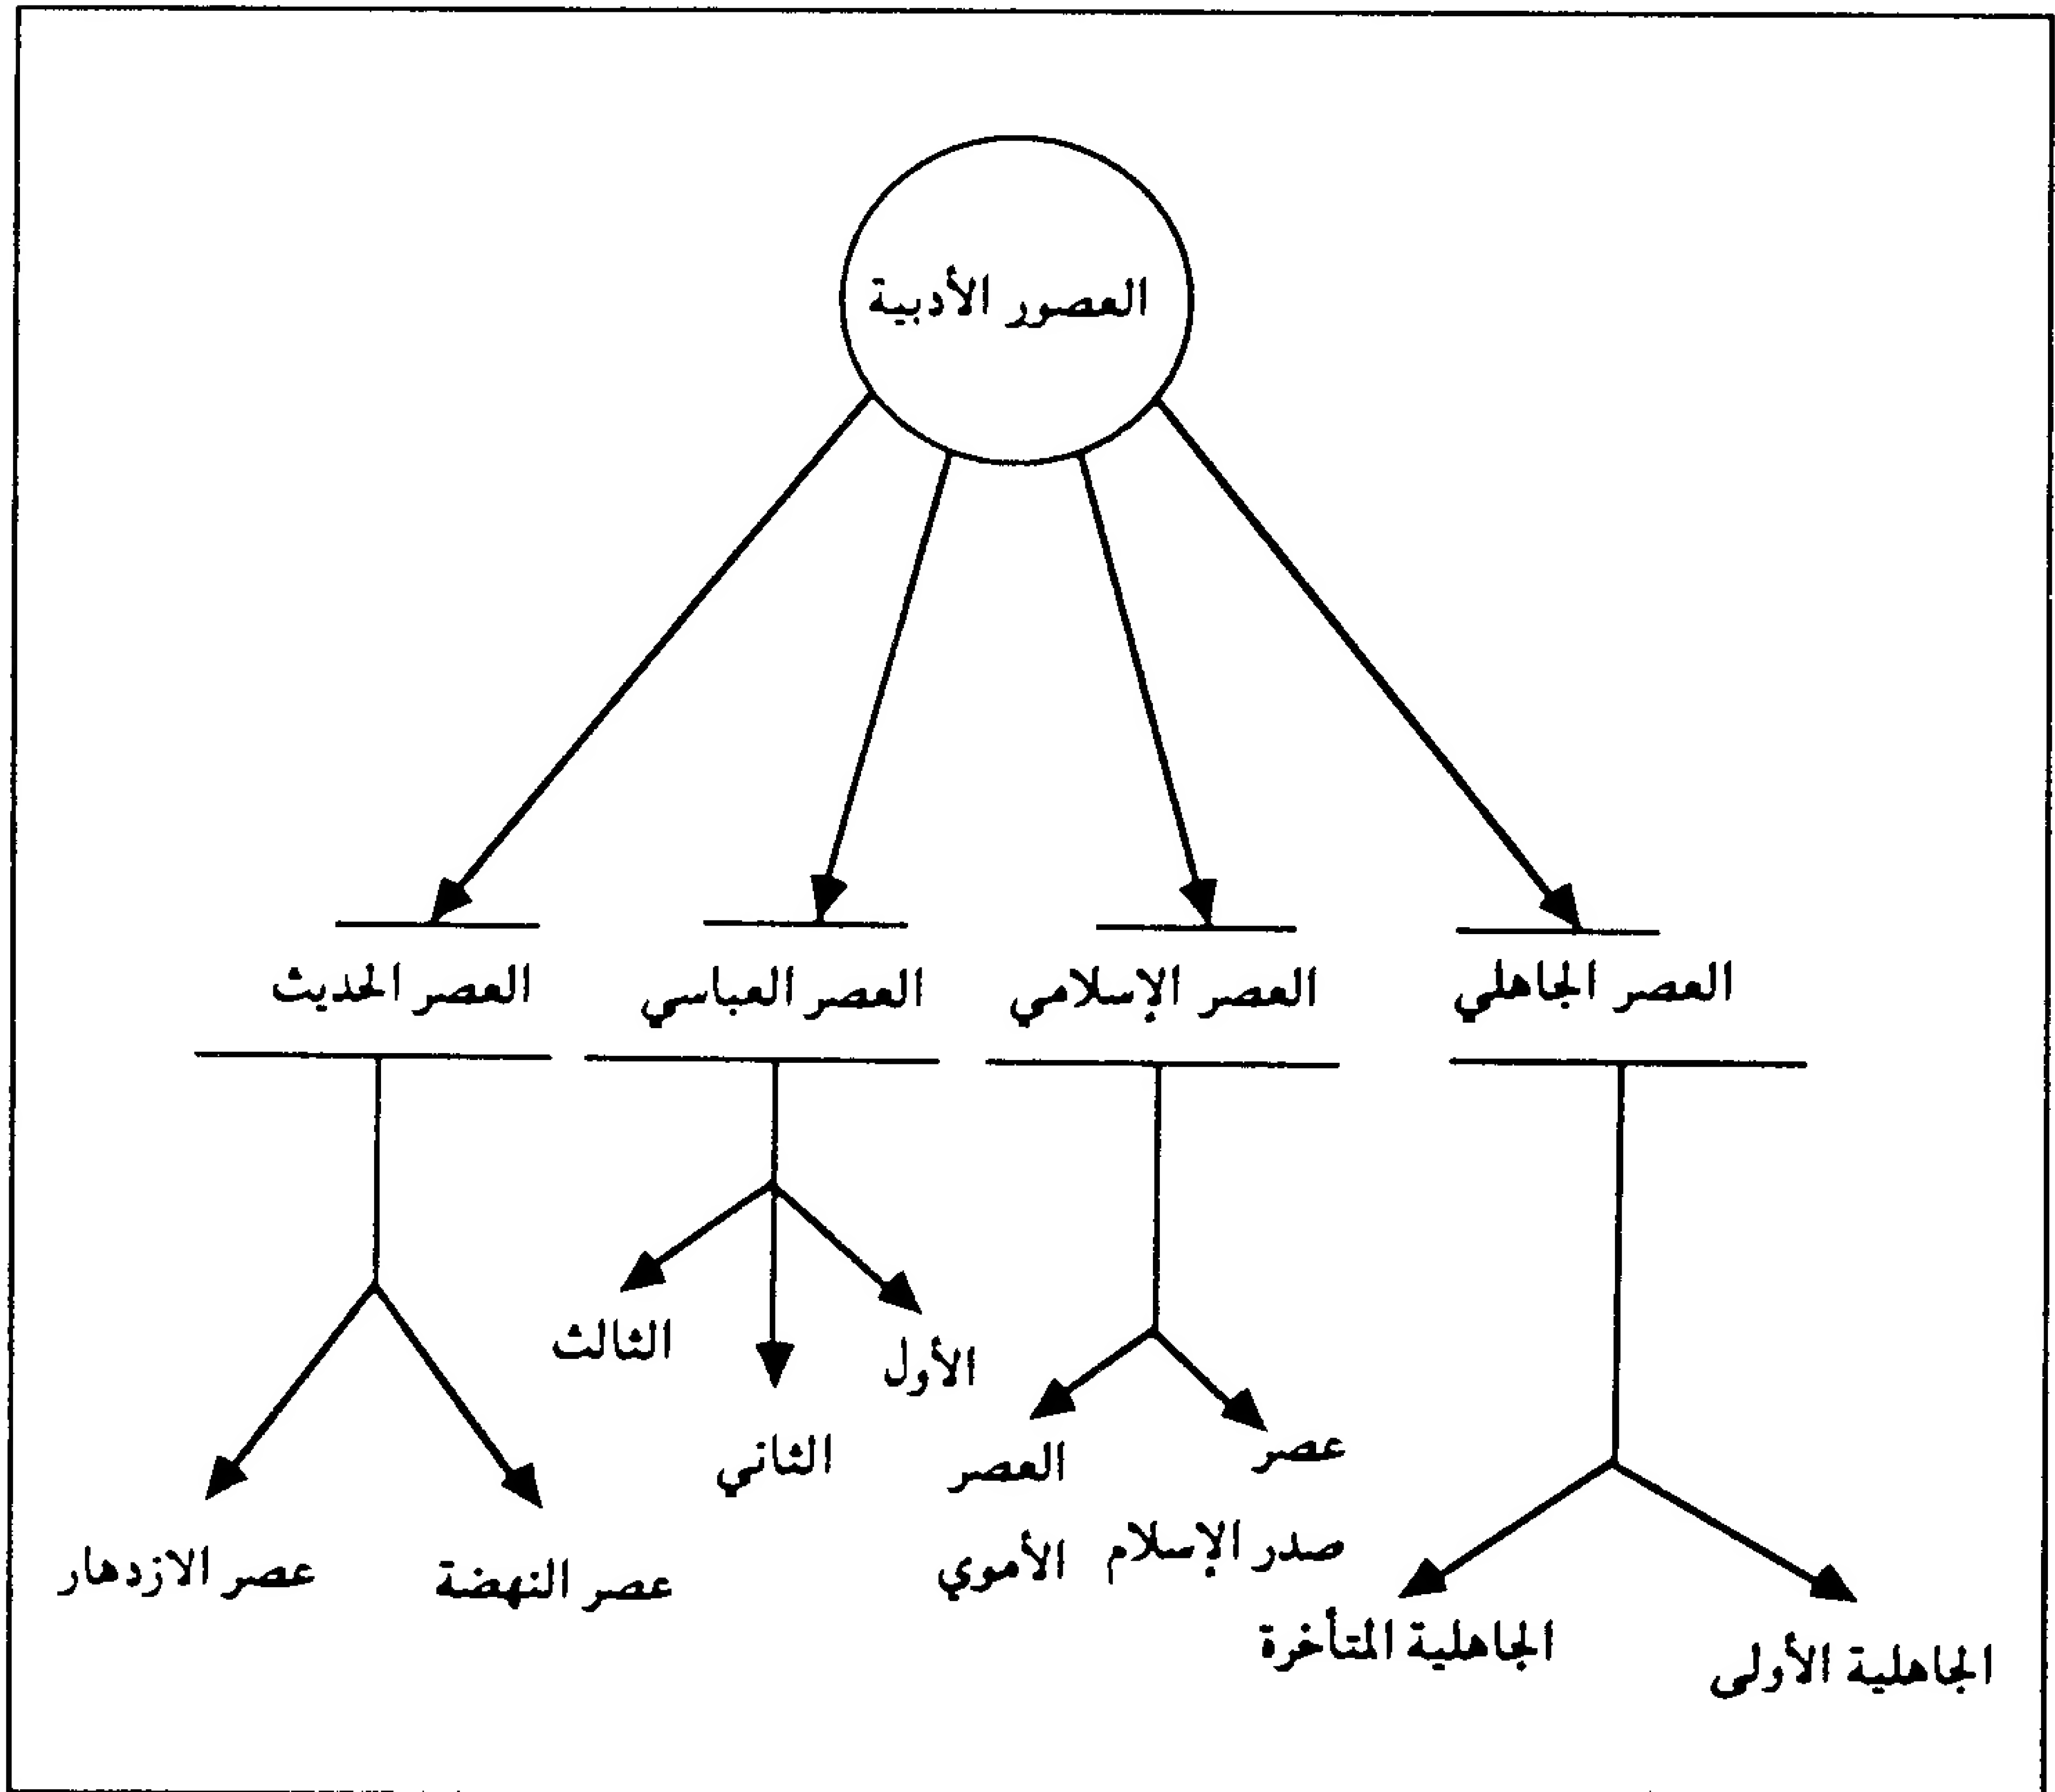 العصور الأدبية
العصر الجاهلي
العصر الإسلامي
العصر العباسي
العصر الحديث
الجاهلية الأولى
الجاهلية المتأخرة
عصر
صدر الإسلام
العصر
الأموي
الأول
الثاني
الثالث
عصر النهضة
عصر الازدهار